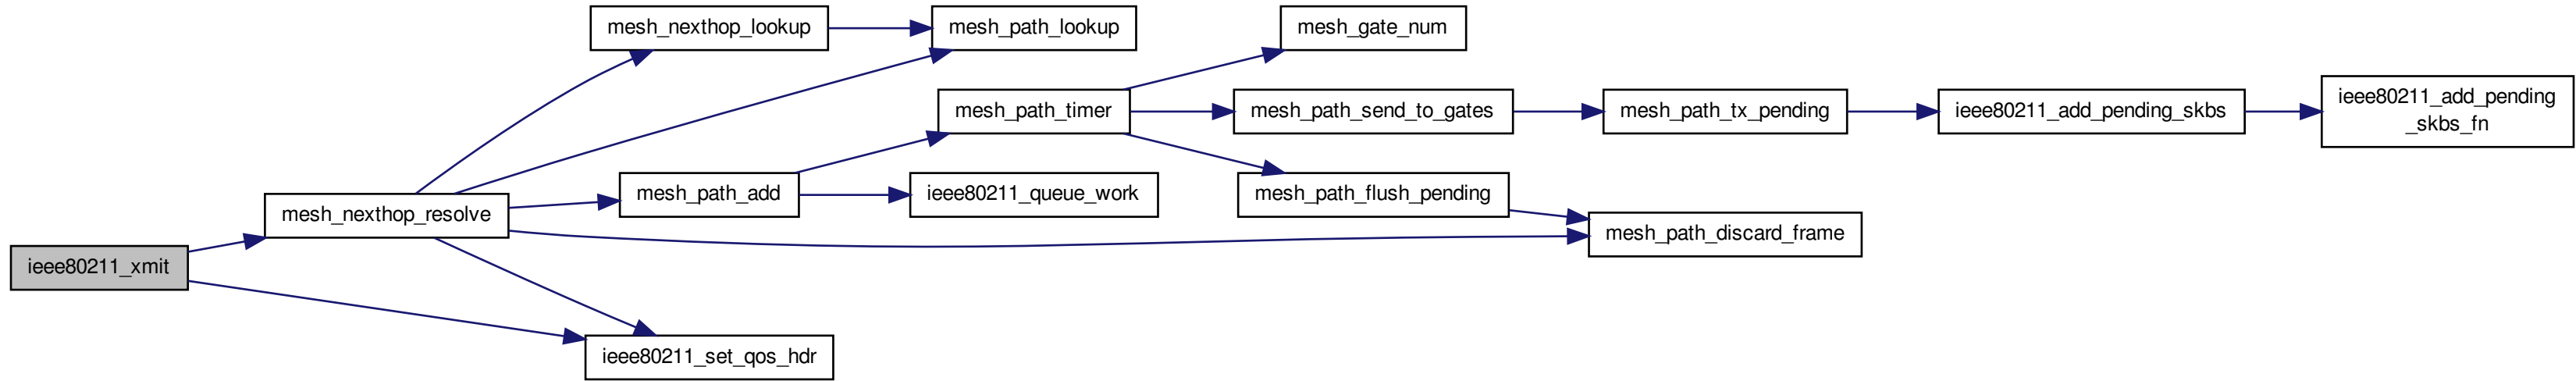 mesh_nexthop_lookup
mesh_path_lookup
mesh_gate_num
mesh_path_timer
mesh_path_send_to_gates
mesh_path_tx_pending
ieee80211_add_pending_skbs
ieee80211_add_pending
_skbs_fn
mesh_path_add
ieee80211_queue_work
mesh_path_flush_pending
mesh_nexthop_resolve
mesh_path_discard_frame
ieee80211_xmit
ieee80211_set_qos_hdr